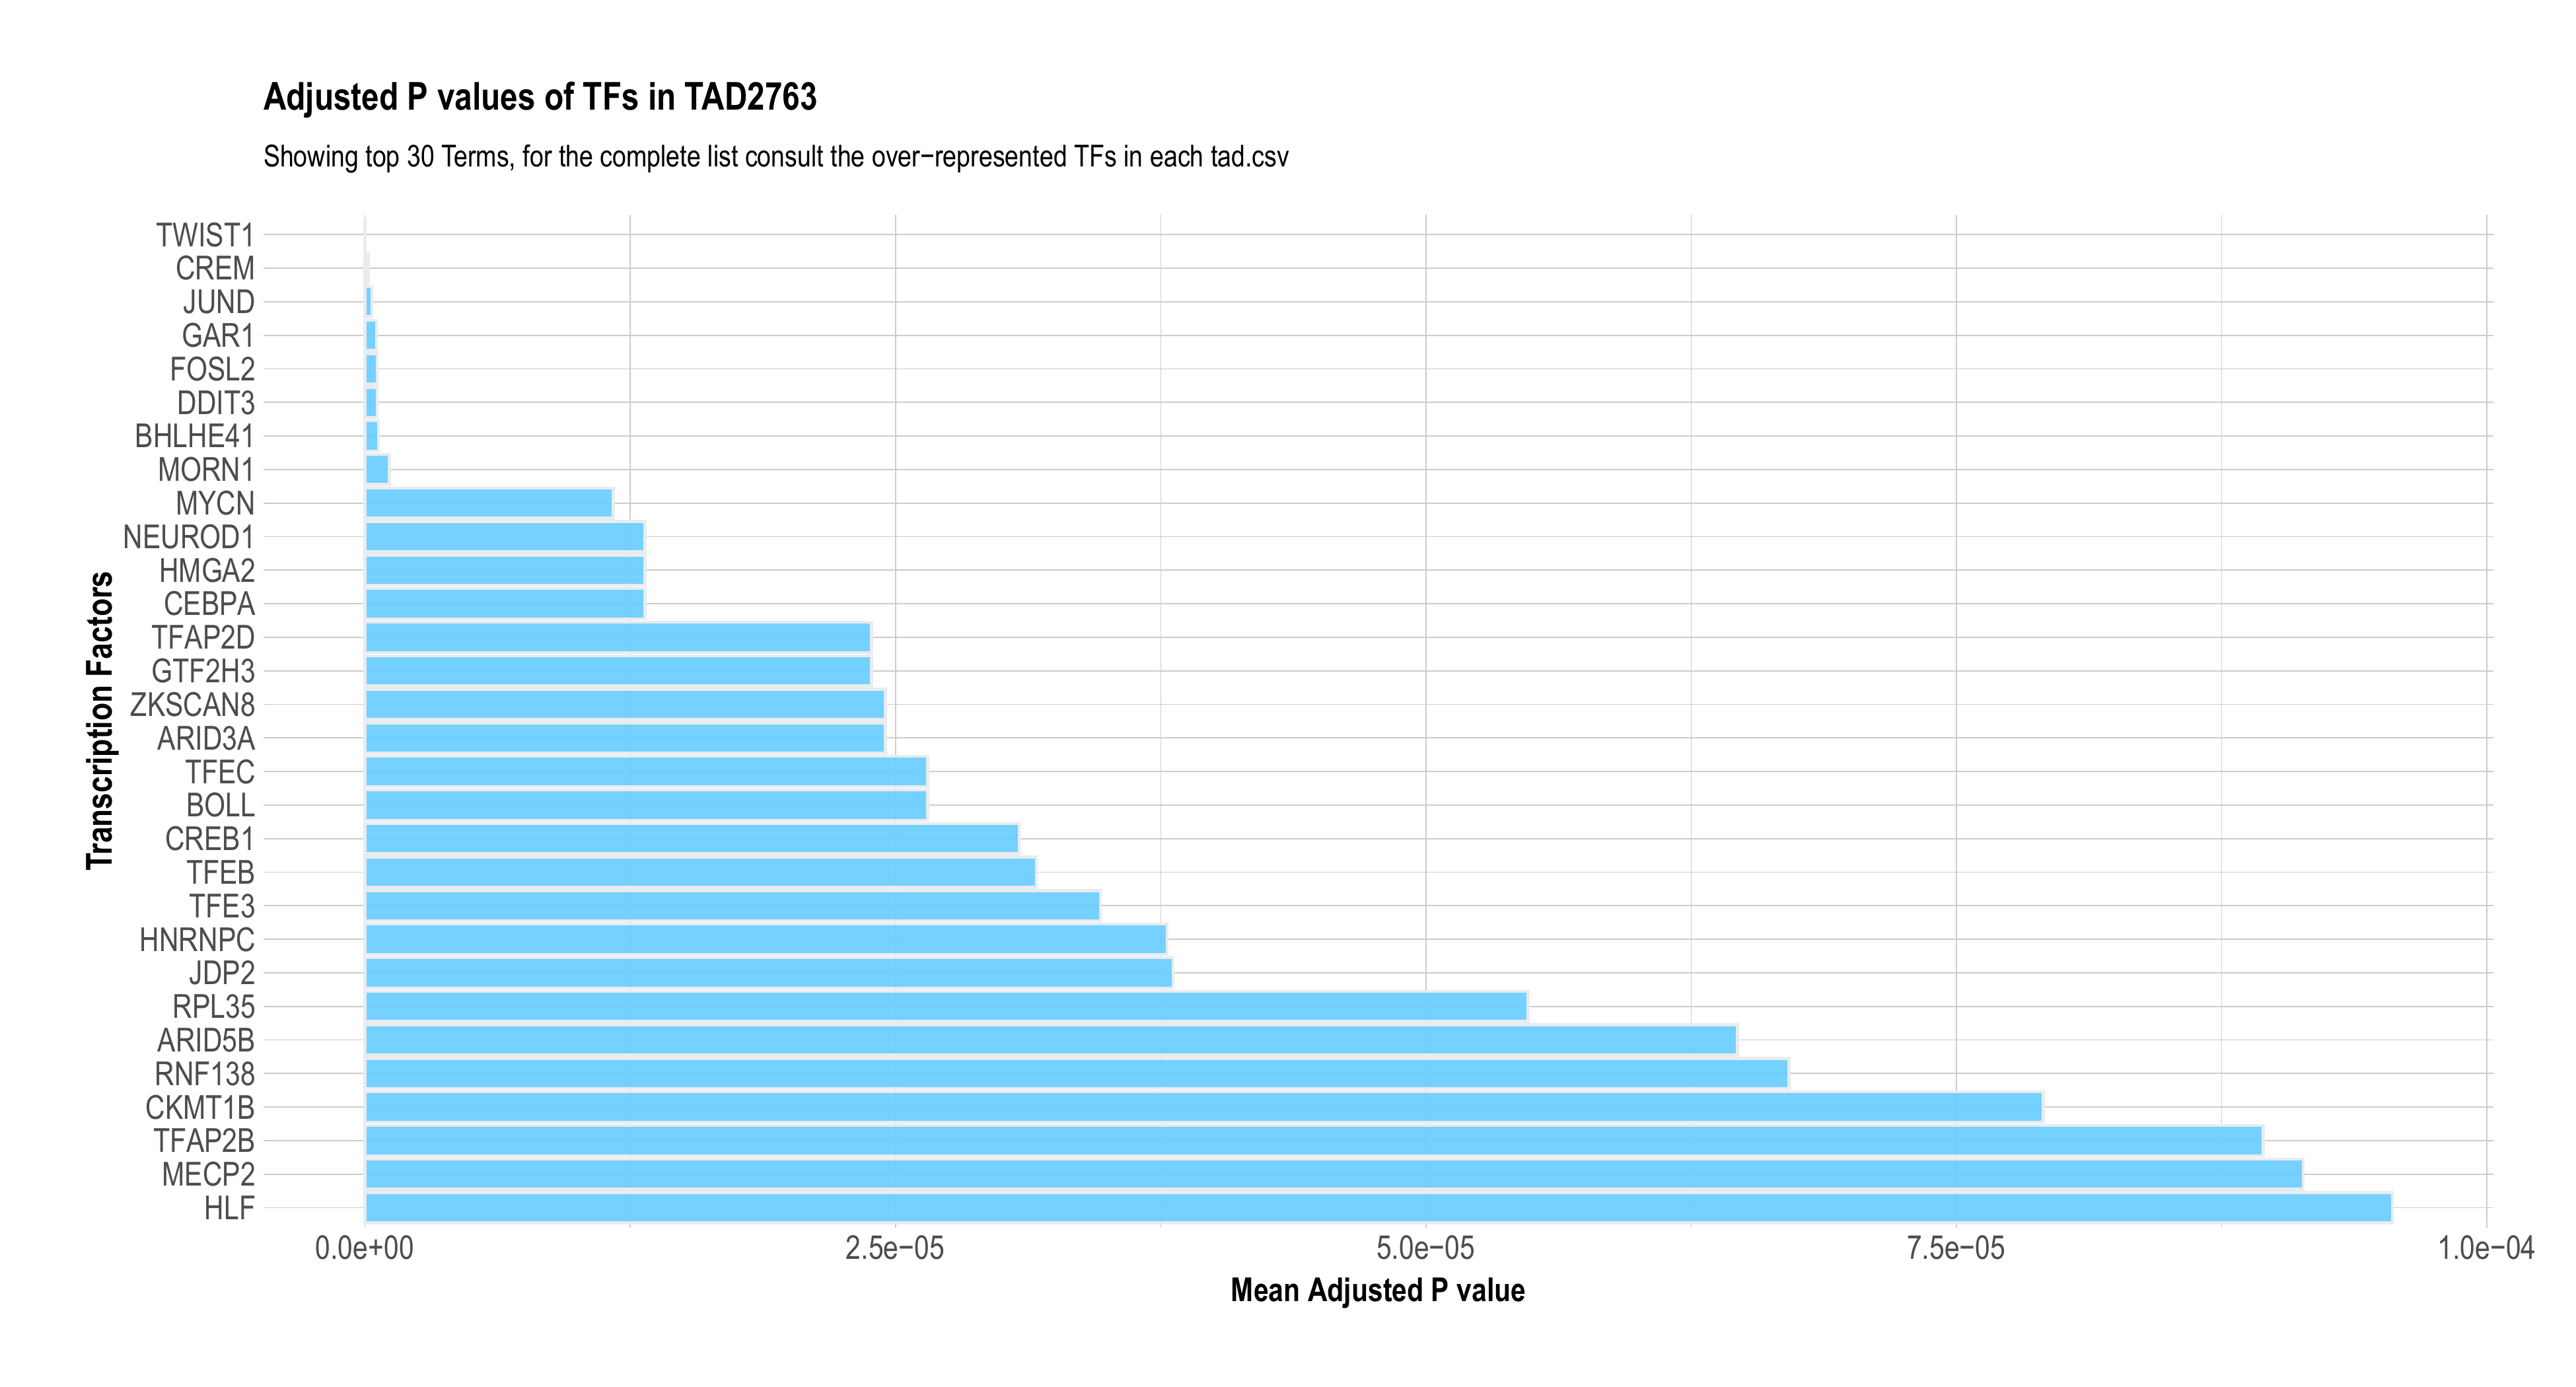 Adjusted P values of TFs in TAD2763
Showing top 30 Terms, for the complete list consult the over−represented TFs in each tad.csv
Transcription Factors
TWIST1
CREM
JUND
GAR1
FOSL2
DDIT3
BHLHE41
MORN1
MYCN
NEUROD1
HMGA2
CEBPA
TFAP2D
GTF2H3
ZKSCAN8
ARID3A
TFEC
BOLL
CREB1
TFEB
TFE3
HNRNPC
JDP2
RPL35
ARID5B
RNF138
CKMT1B
TFAP2B
MECP2
HLF
0.0e+00 2.5e−05 5.0e−05 7.5e−05 1.0e−04
Mean Adjusted P value